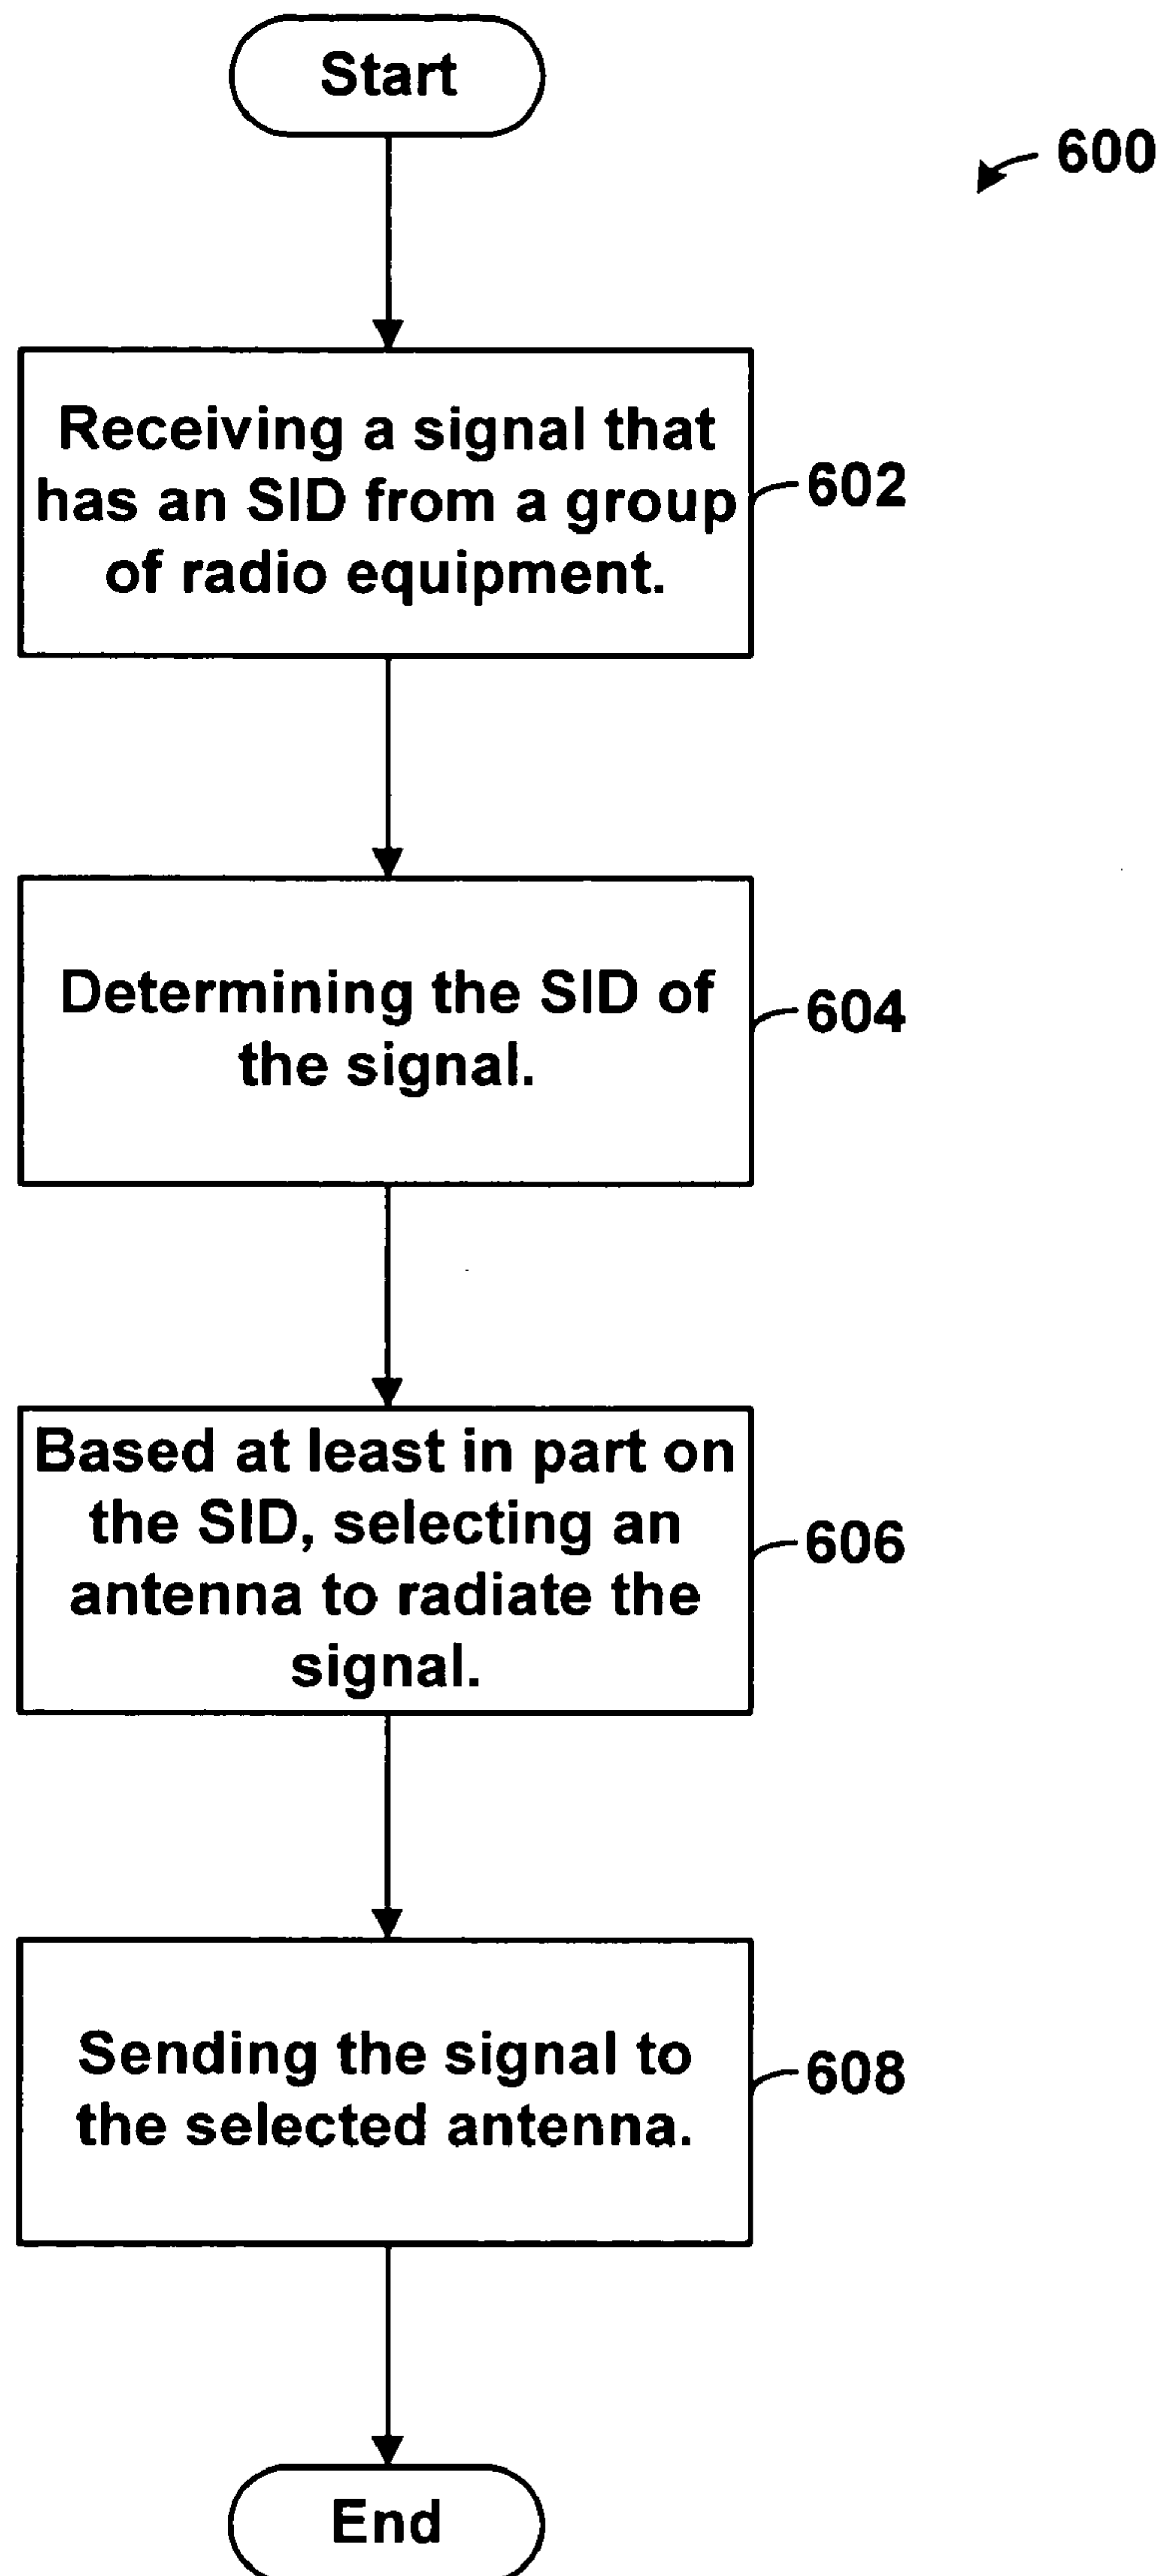 Start
600
Receiving a signal that
has an SID from a group
of radio equipment.
602
Determining the SID of
the signal.
604
Based at least in part on
the SID, selecting an
antenna to radiate the
signal.
606
Sending the signal to
the selected antenna.
608
End